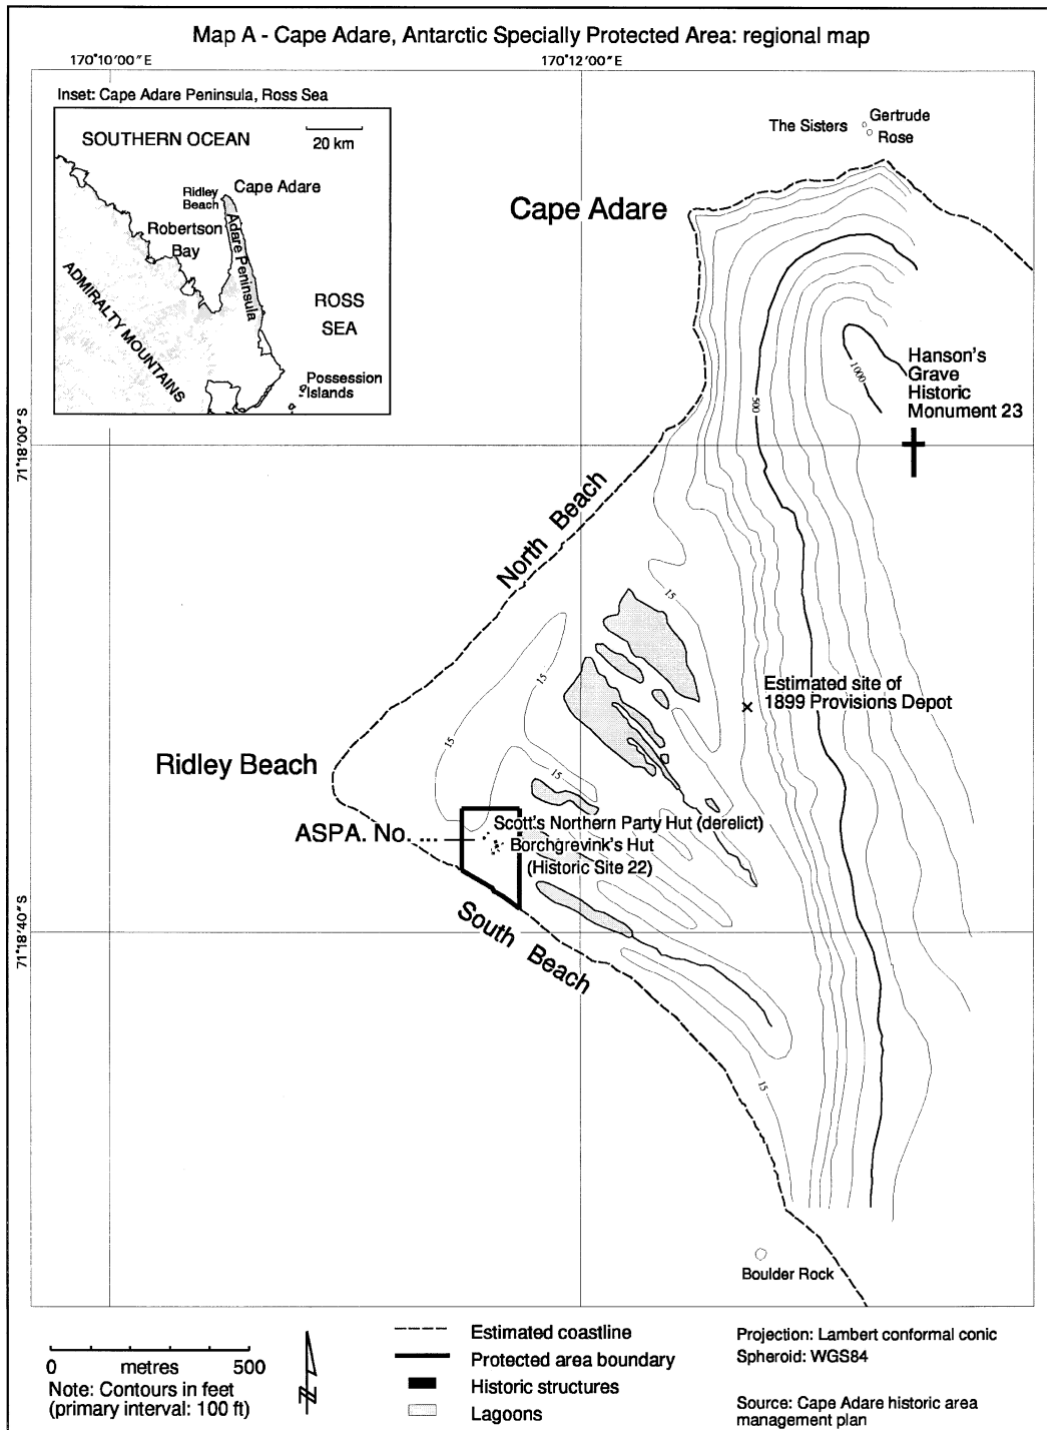 Map A - Cape Adare, Antarctic Specially Protected Area: regional map
170°10'00"E
170°12'00"E
Inset: Cape Adare Peninsula, Ross Sea
SOUTHERN OCEAN
20 km
Ridley
Beach
Cape Adare
Robertson
Bay
Adare Peninsula
ADMIRALTY MOUNTAINS
ROSS
SEA
Possession
Islands
The Sisters
Gertrude
Rose
Cape Adare
Hanson's
Grave
Historic
Monument 23
1000
500
71°18'00"S
North Beach
15
15
15
15
Estimated site of
1899 Provisions Depot
Ridley Beach
ASPA. No. ...
Scott's Northern Party Hut (derelict)
Borchgrevink's Hut
(Historic Site 22)
71°18'40"S
South Beach
15
Boulder Rock
0 metres 500
Note: Contours in feet
(primary interval: 100 ft)
N
Estimated coastline
Protected area boundary
Historic structures
Lagoons
Projection: Lambert conformal conic
Spheroid: WGS84
Source: Cape Adare historic area
management plan